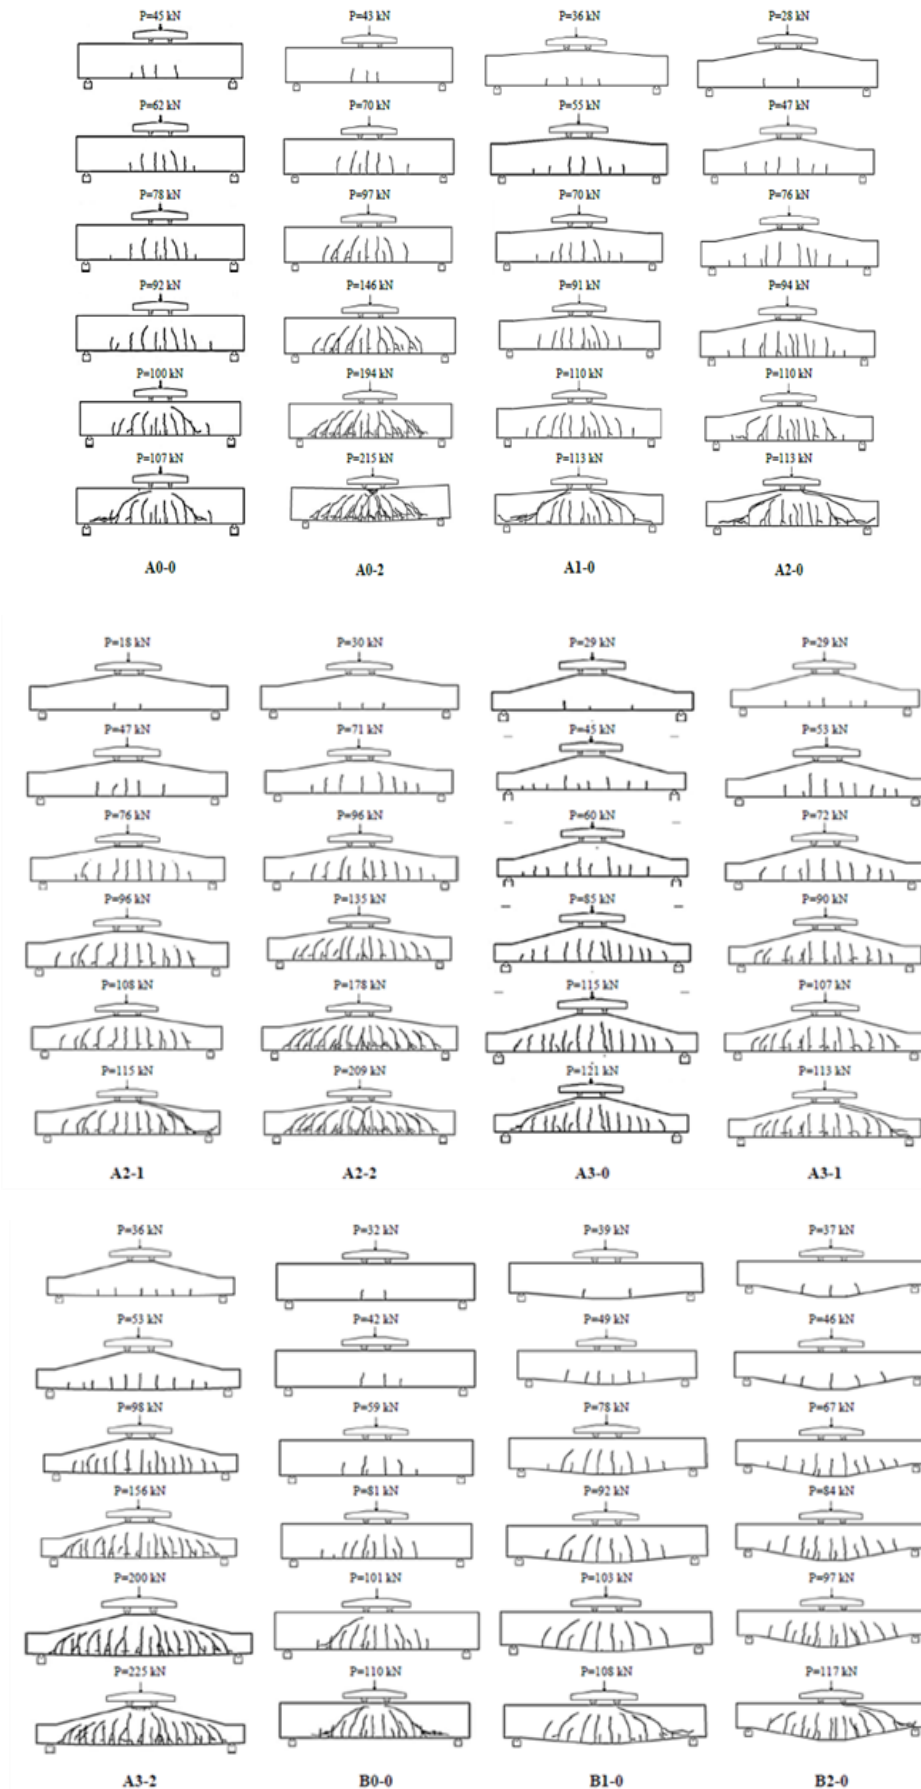 P=45 kN P=43 kN P=36 kN P=28 kN
P=62 kN P=70 kN P=55 kN P=47 kN
P=78 kN P=97 kN P=70 kN P=76 kN
P=92 kN P=146 kN P=91 kN P=94 kN
P=100 kN P=194 kN P=110 kN P=110 kN
P=107 kN P=215 kN P=113 kN P=113 kN
A0-0 A0-2 A1-0 A2-0
P=18 kN P=30 kN P=29 kN P=29 kN
P=47 kN P=71 kN P=45 kN P=53 kN
P=76 kN P=96 kN P=60 kN P=72 kN
P=96 kN P=135 kN P=85 kN P=90 kN
P=108 kN P=178 kN P=115 kN P=107 kN
P=115 kN P=209 kN P=121 kN P=113 kN
A2-1 A2-2 A3-0 A3-1
P=36 kN P=32 kN P=39 kN P=37 kN
P=53 kN P=42 kN P=49 kN P=46 kN
P=98 kN P=59 kN P=78 kN P=67 kN
P=156 kN P=81 kN P=92 kN P=84 kN
P=200 kN P=101 kN P=103 kN P=97 kN
P=225 kN P=110 kN P=108 kN P=117 kN
A3-2 B0-0 B1-0 B2-0